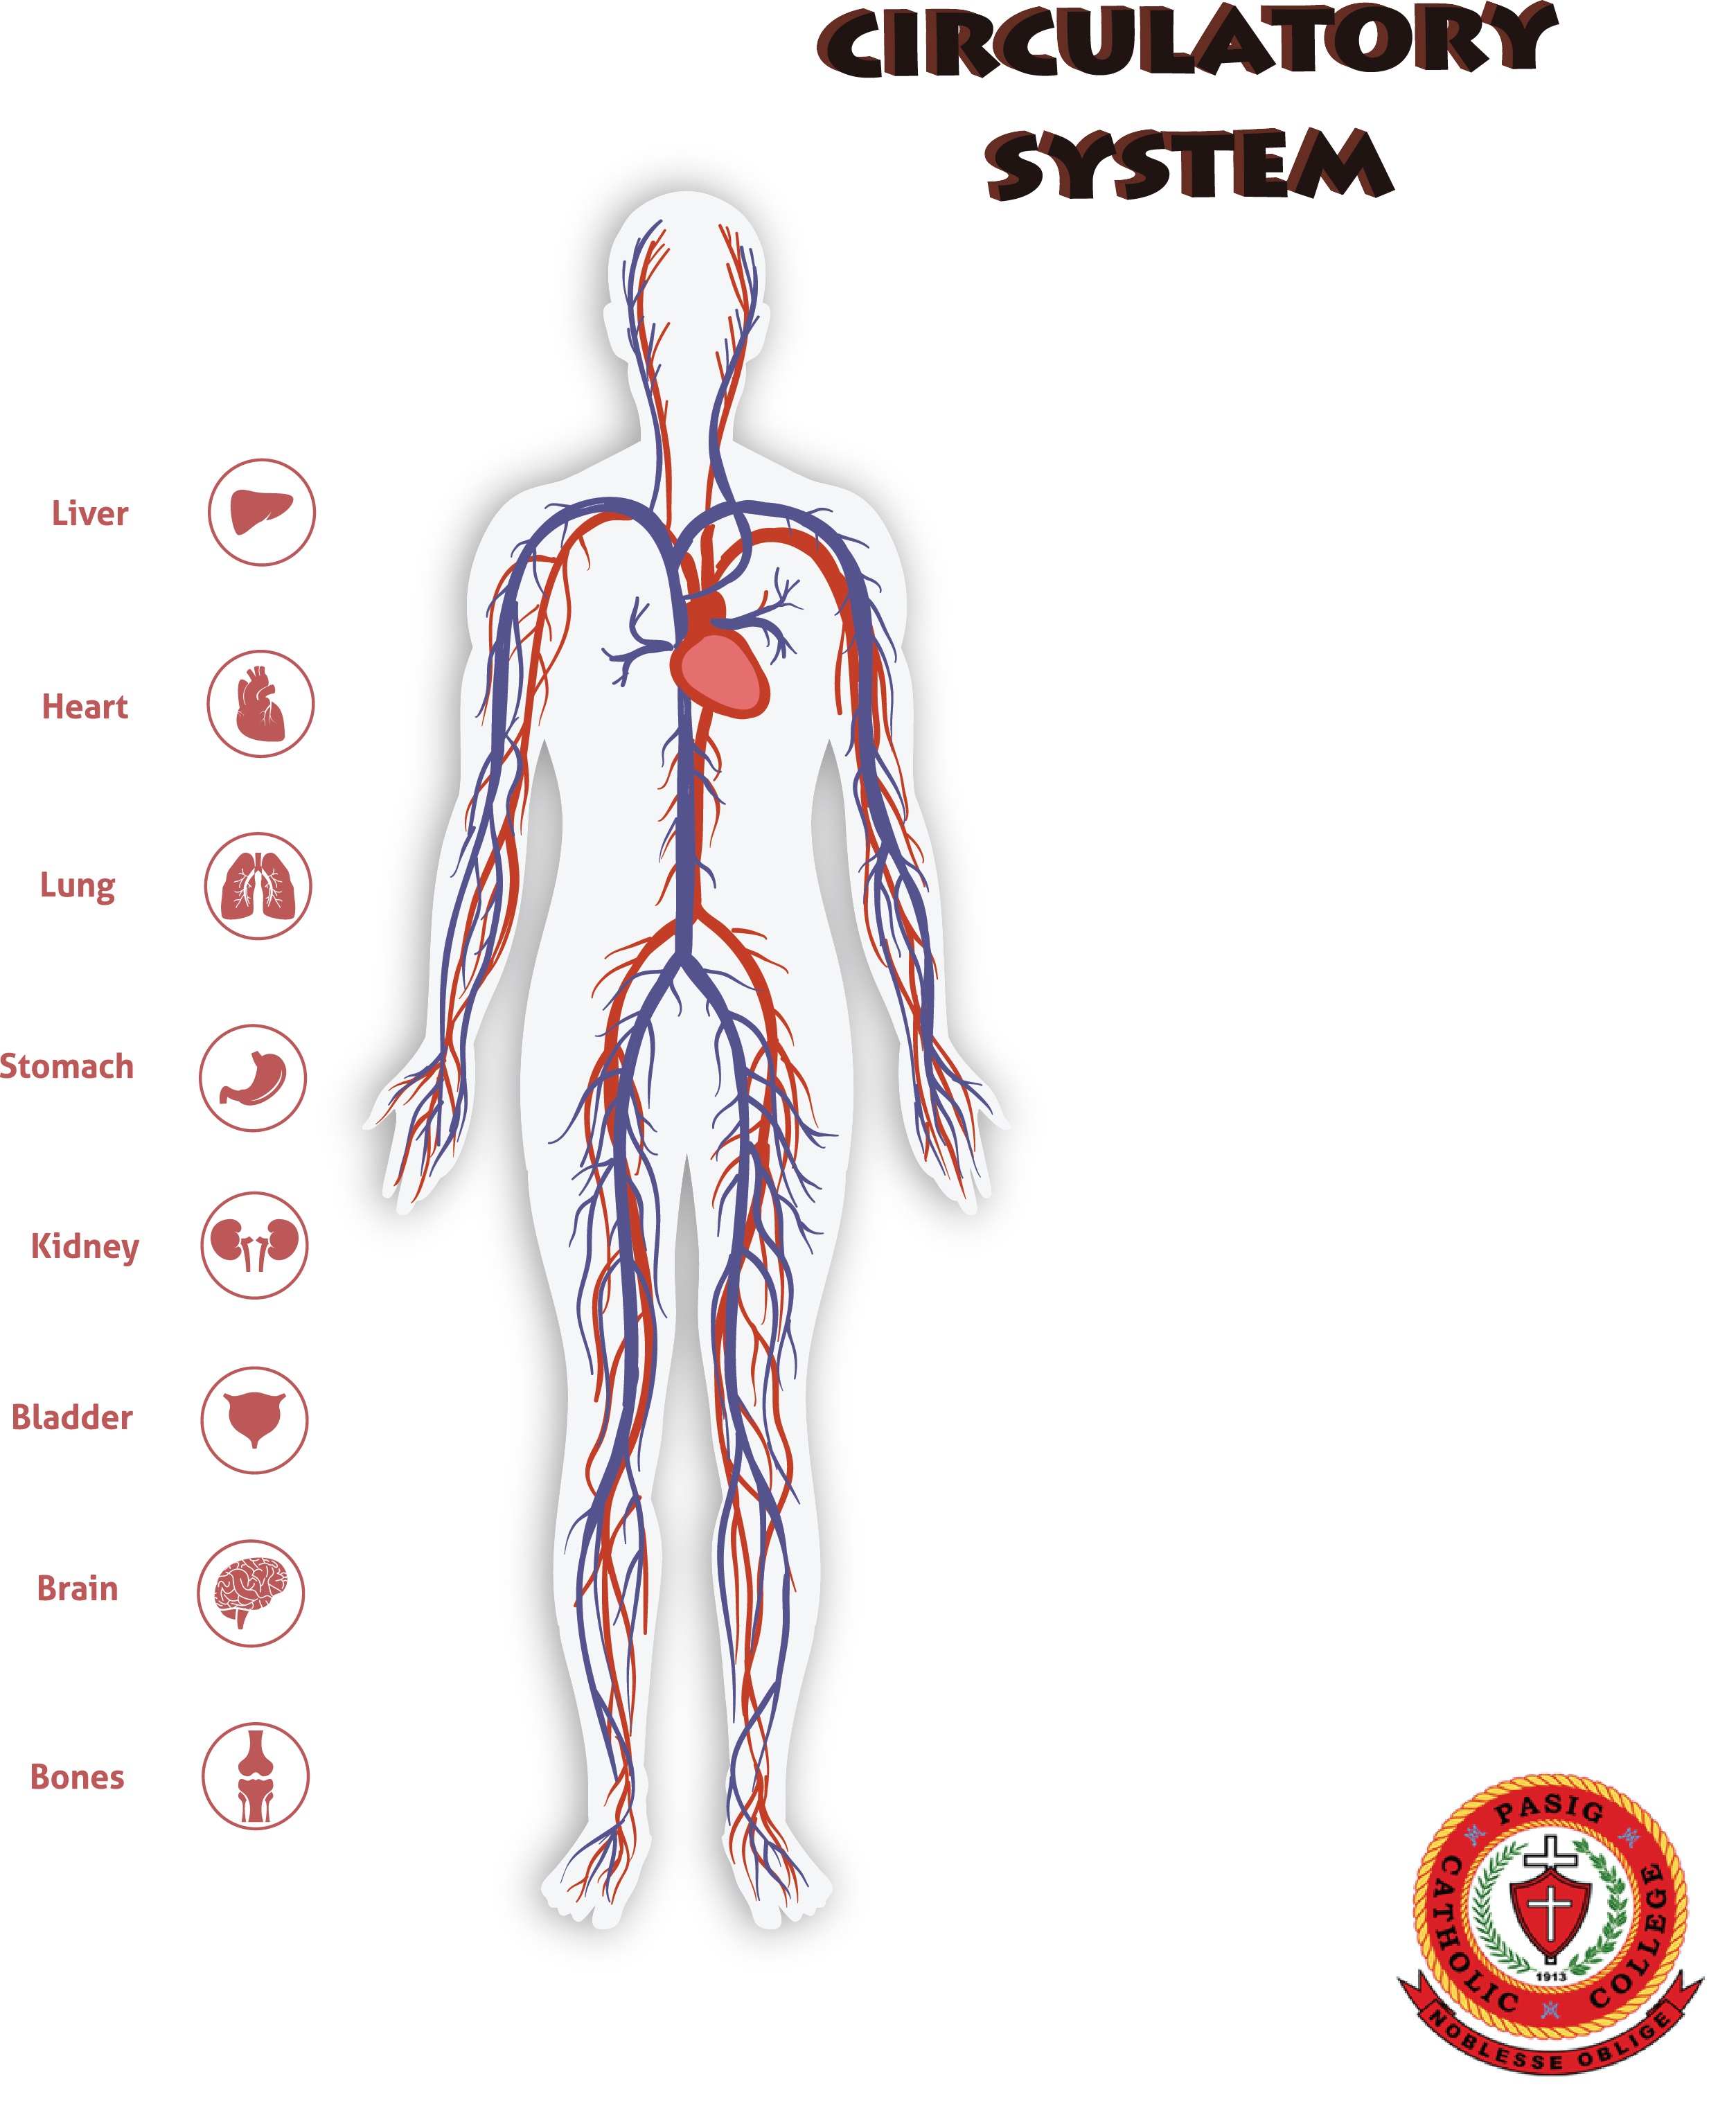 CIRCULATORY
SYSTEM
Liver
Heart
Lung
Stomach
Kidney
Bladder
Brain
Bones
PASIG
CATHOLIC
COLLEGE
1913
NOBLESSE OBLIGE